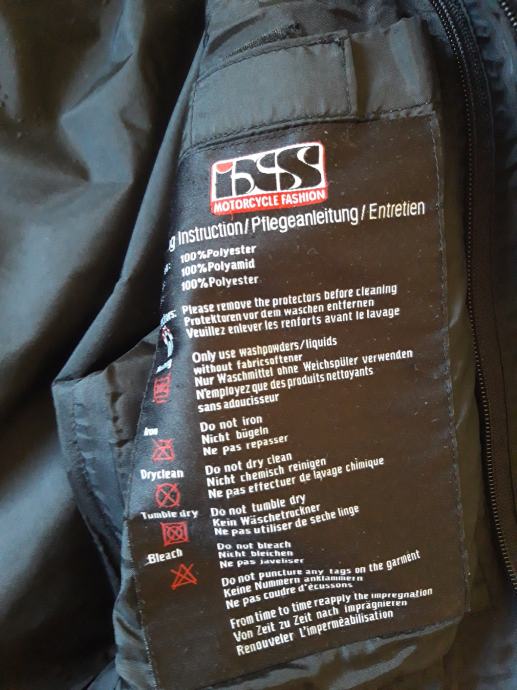 iXS
MOTORCYCLE FASHION
Instruction/Pflegeanleitung/Entretien
100%Polyester
100%Polyamid
100%Polyester
Please remove the protectors before cleaning
Protektoren vor dem waschen entfernen
Veuillez enlever les renforts avant le lavage
Only use washpowders/liquids
without fabricsoftener
Nur Waschmittel ohne Weichspüler verwenden
N'employez que des produits nettoyants
sans adoucisseur
Iron
Do not iron
Nicht bügeln
Ne pas repasser
Dryclean
Do not dry clean
Nicht chemisch reinigen
Ne pas effectuer de lavage chimique
Tumble dry
Do not tumble dry
Kein Wäschetrockner
Ne pas utiliser de seche linge
Bleach
Do not bleach
Nicht bleichen
Ne pas javeliser
Do not puncture any tags on the garment
Keine Nummern anklammern
Ne pas coudre d'écussons
From time to time reapply the impregnation
Von Zeit zu Zeit nach imprägnieren
Renouveler L'imperméabilisation